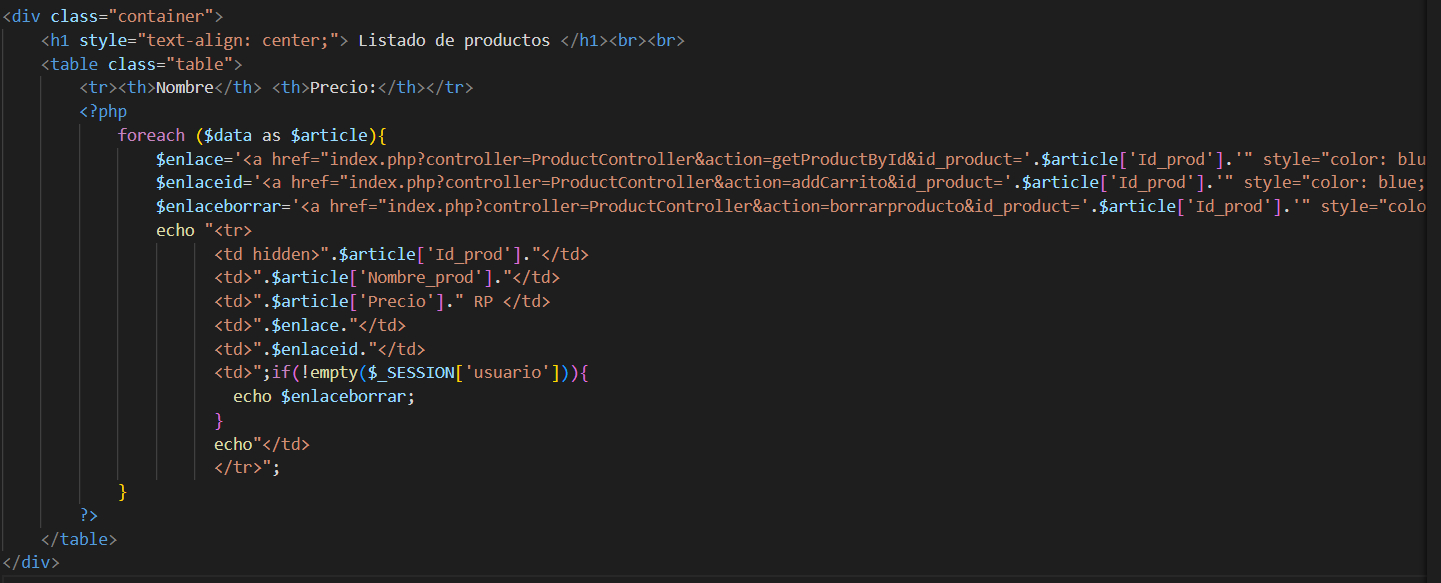 <div class="container">
<h1 style="text-align: center;"> Listado de productos </h1><br><br>
<table class="table">
<tr><th>Nombre</th> <th>Precio:</th></tr>
<?php
foreach ($data as $article){
$enlace='<a href="index.php?controller=ProductController&action=getProductById&id_product='.$article['Id_prod'].'" style="color: blu
$enlaceid='<a href="index.php?controller=ProductController&action=addCarrito&id_product='.$article['Id_prod'].'" style="color: blue;
$enlaceborrar='<a href="index.php?controller=ProductController&action=borrarproducto&id_product='.$article['Id_prod'].'" style="colo
echo "<tr>
<td hidden>".$article['Id_prod']."</td>
<td>".$article['Nombre_prod']."</td>
<td>".$article['Precio']." RP </td>
<td>".$enlace."</td>
<td>".$enlaceid."</td>
<td>";if(!empty($_SESSION['usuario'])){
echo $enlaceborrar;
}
echo"</td>
</tr>";
}
?>
</table>
</div>